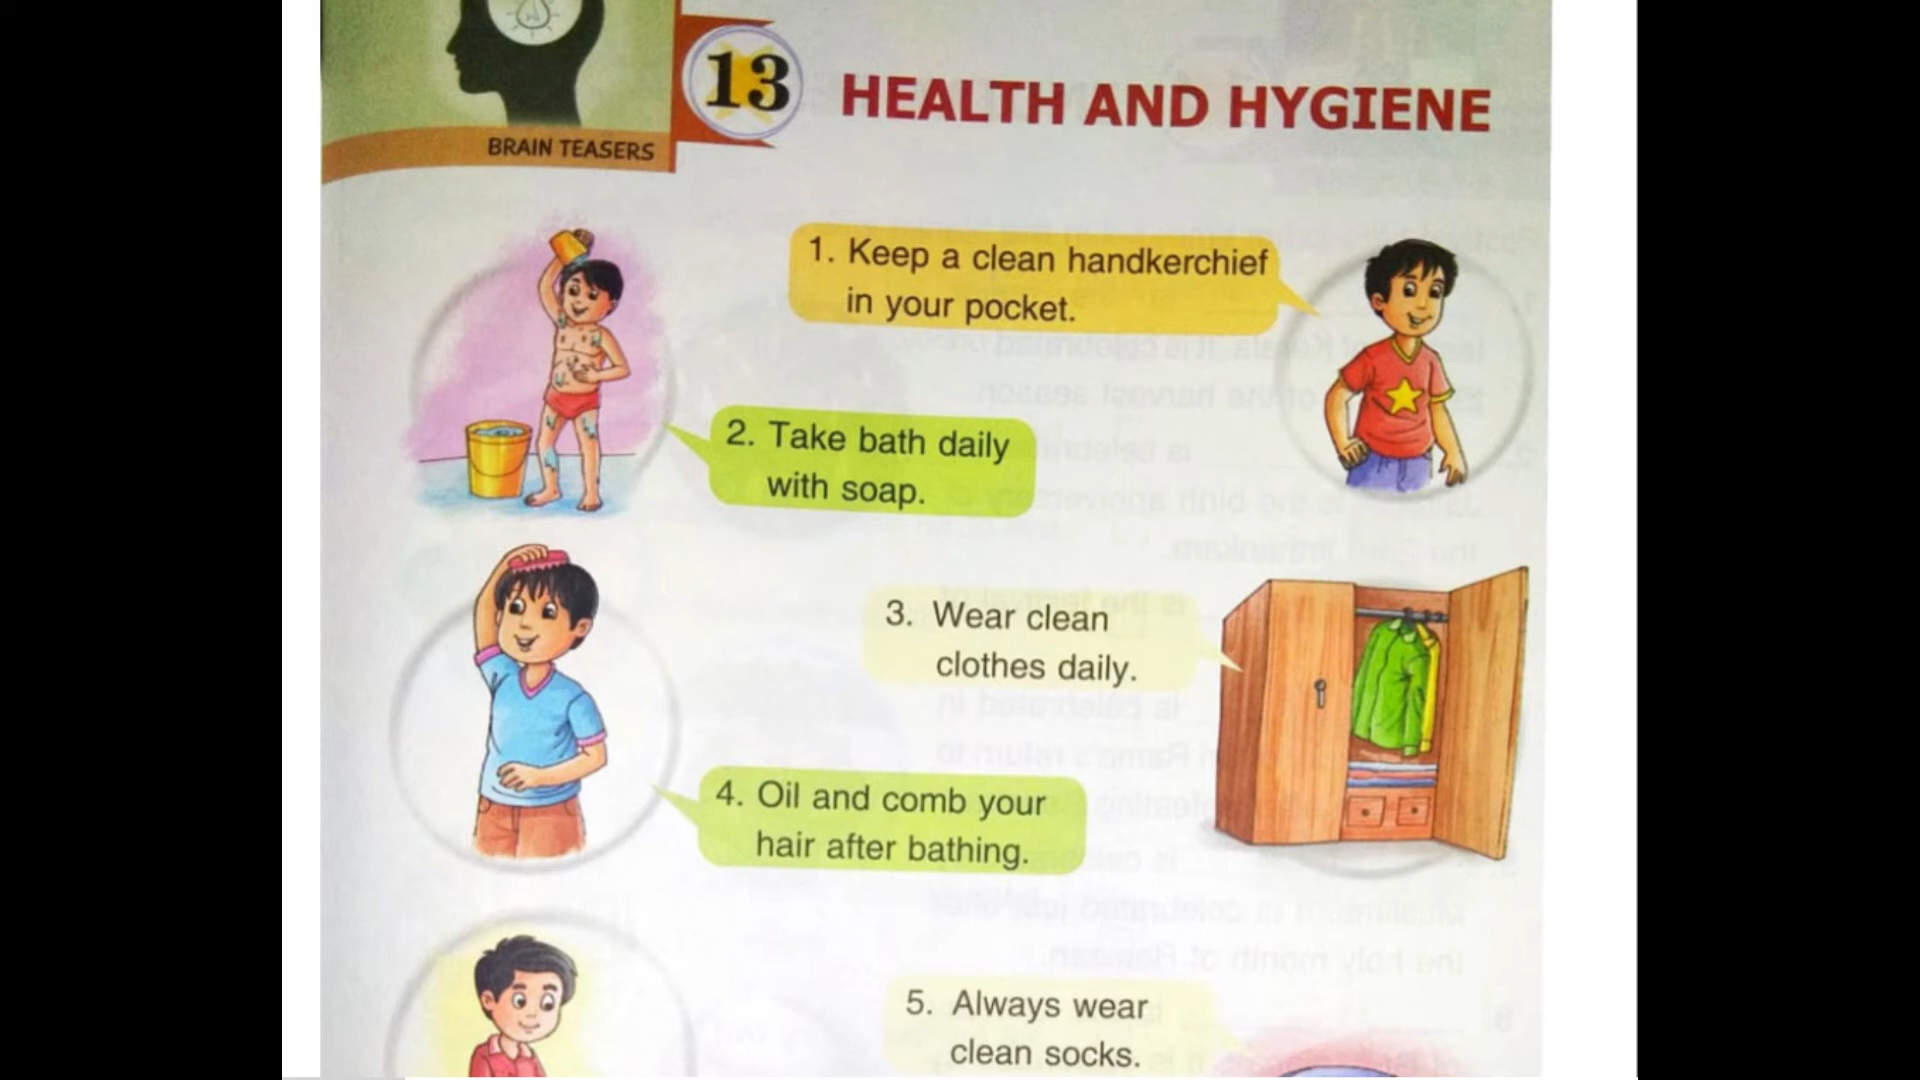 13
HEALTH AND HYGIENE
BRAIN TEASERS
1. Keep a clean handkerchief
in your pocket.
2. Take bath daily
with soap.
3. Wear clean
clothes daily.
4. Oil and comb your
hair after bathing.
5. Always wear
clean socks.